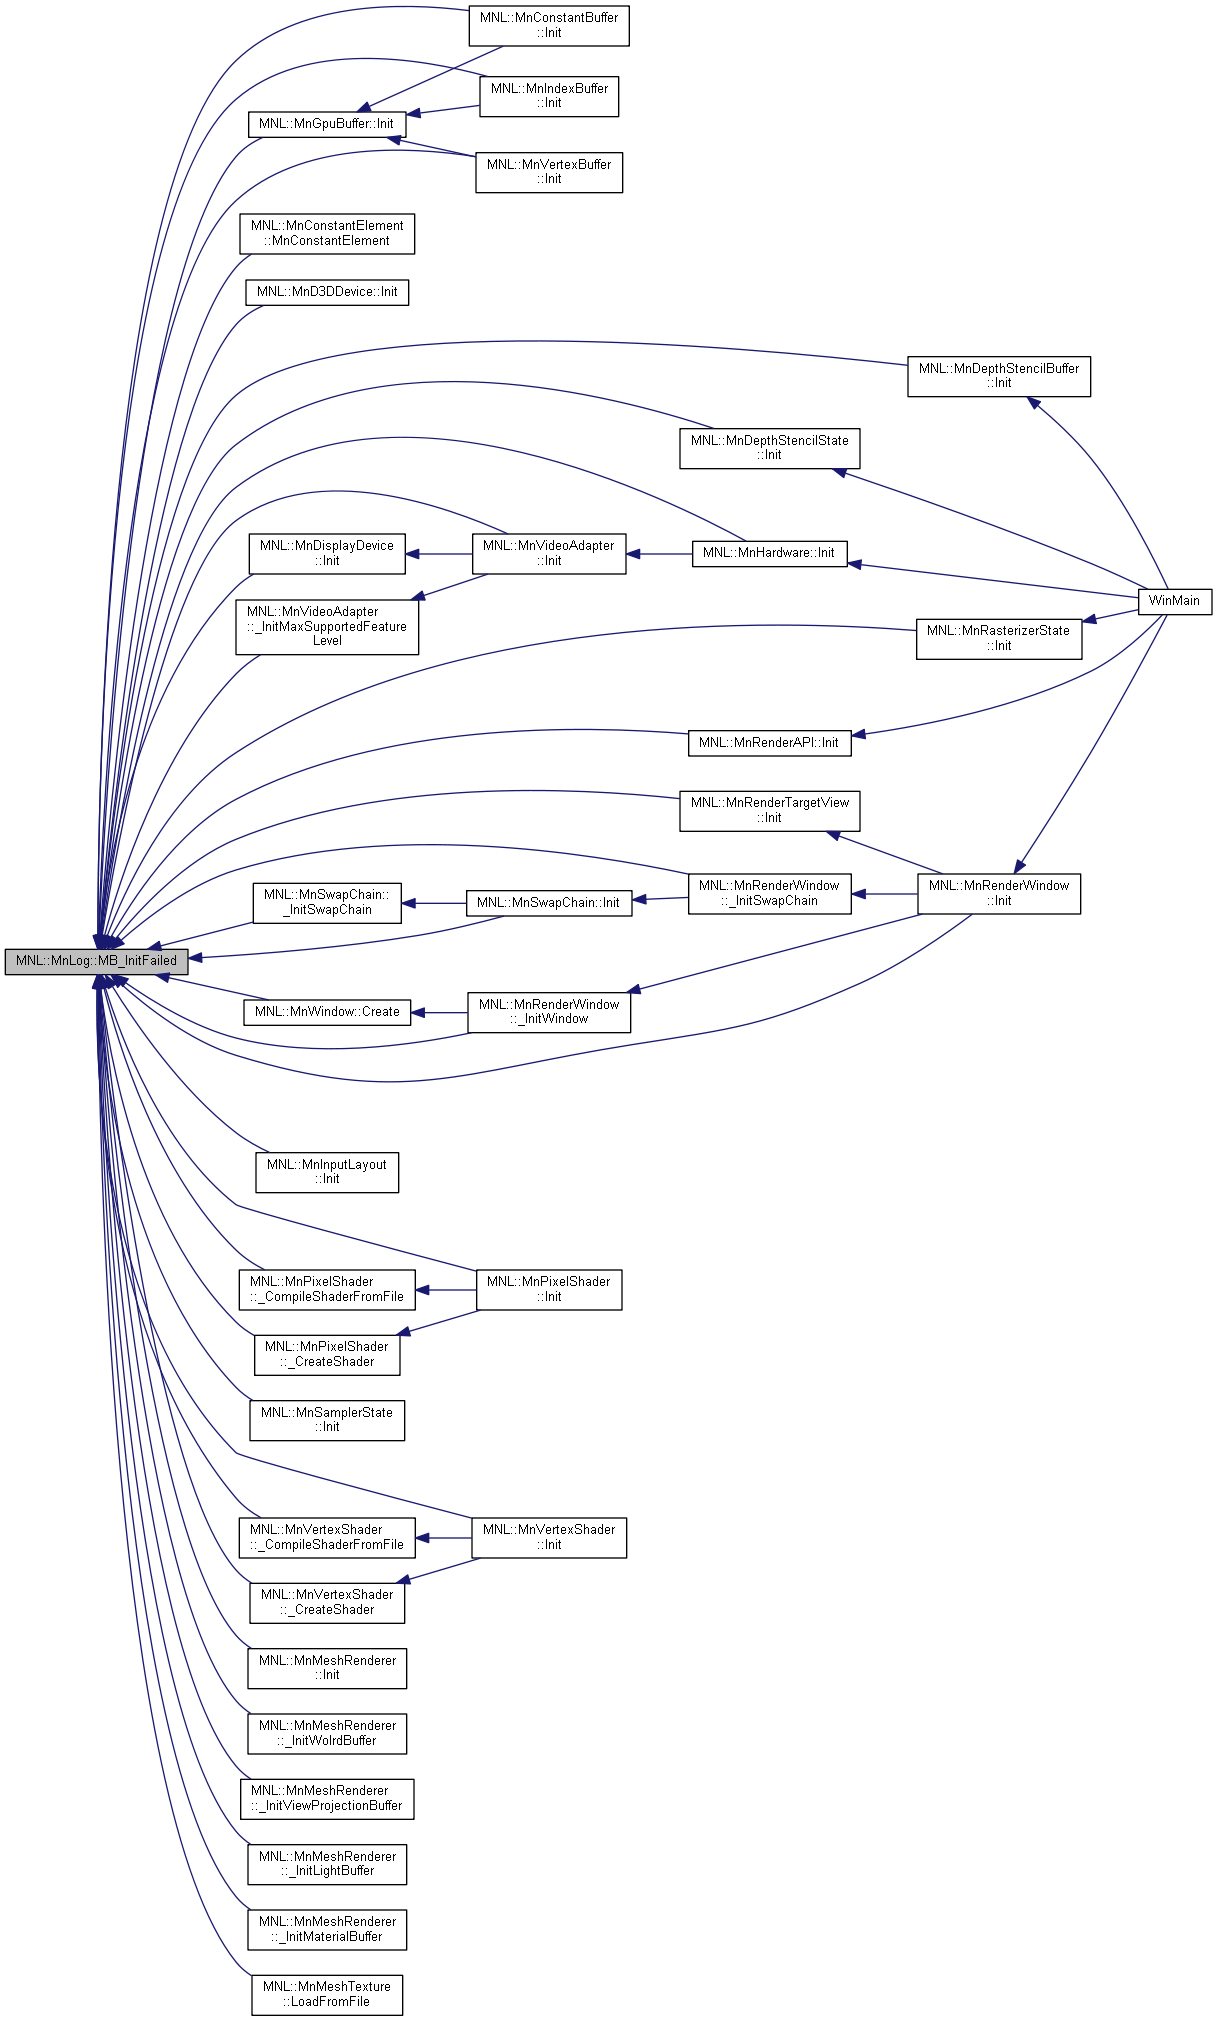 MNL::MnConstantBuffer
::Init
MNL::MnIndexBuffer
::Init
MNL::MnGpuBuffer::Init
MNL::MnVertexBuffer
::Init
MNL::MnConstantElement
::MnConstantElement
MNL::MnD3DDevice::Init
MNL::MnDepthStencilBuffer
::Init
MNL::MnDepthStencilState
::Init
MNL::MnDisplayDevice
::Init
MNL::MnVideoAdapter
::Init
MNL::MnHardware::Init
MNL::MnVideoAdapter
::_InitMaxSupportedFeature
Level
WinMain
MNL::MnRasterizerState
::Init
MNL::MnRenderAPI::Init
MNL::MnRenderTargetView
::Init
MNL::MnSwapChain::
_InitSwapChain
MNL::MnSwapChain::Init
MNL::MnRenderWindow
::_InitSwapChain
MNL::MnRenderWindow
::Init
MNL::MnLog::MB_InitFailed
MNL::MnWindow::Create
MNL::MnRenderWindow
::_InitWindow
MNL::MnInputLayout
::Init
MNL::MnPixelShader
::_CompileShaderFromFile
MNL::MnPixelShader
::Init
MNL::MnPixelShader
::_CreateShader
MNL::MnSamplerState
::Init
MNL::MnVertexShader
::_CompileShaderFromFile
MNL::MnVertexShader
::Init
MNL::MnVertexShader
::_CreateShader
MNL::MnMeshRenderer
::Init
MNL::MnMeshRenderer
::_InitWolrdBuffer
MNL::MnMeshRenderer
::_InitViewProjectionBuffer
MNL::MnMeshRenderer
::_InitLightBuffer
MNL::MnMeshRenderer
::_InitMaterialBuffer
MNL::MnMeshTexture
::LoadFromFile